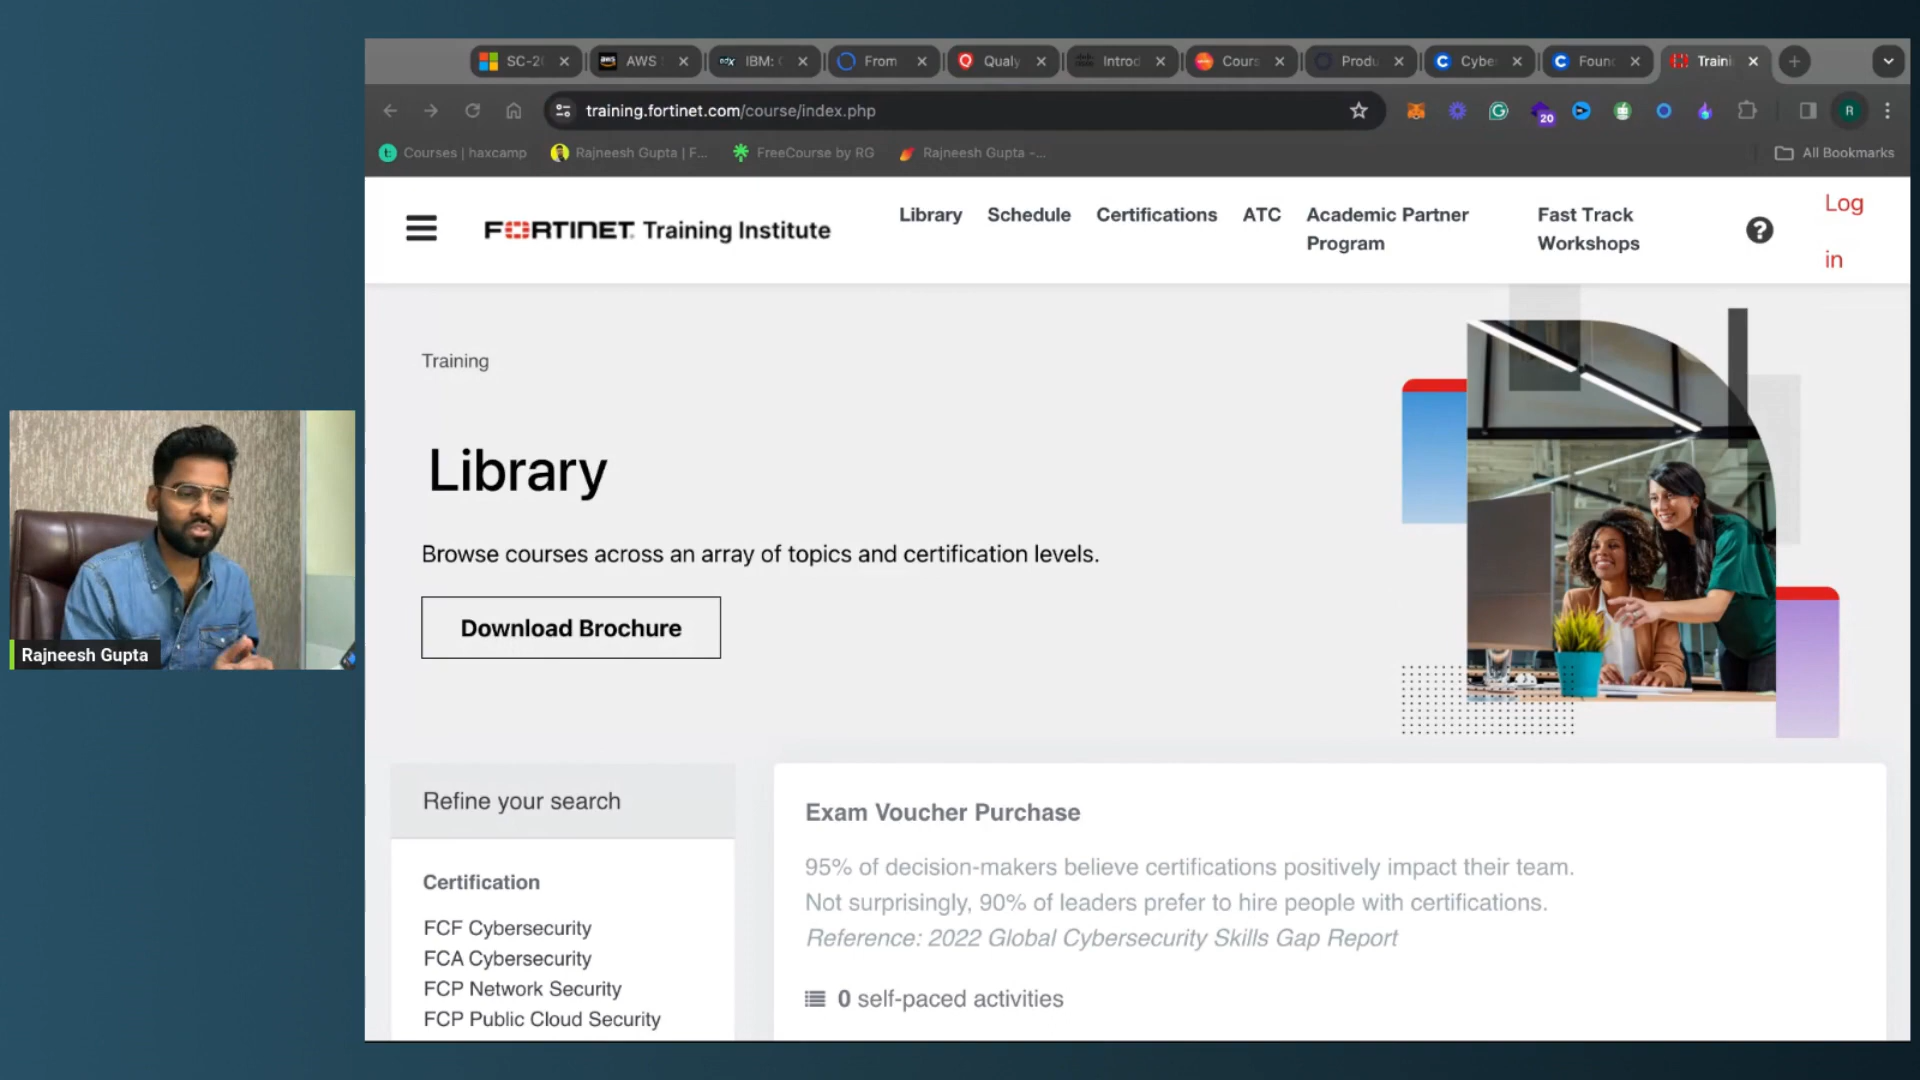 SC-20
AWS
IBM: C
From
Qualy
Introd
Cours
Produ
Cybe
Found
Traini
training.fortinet.com/course/index.php
20
R
Courses | haxcamp
Rajneesh Gupta | F...
FreeCourse by RG
Rajneesh Gupta -...
All Bookmarks
FORTINET Training Institute
Library
Schedule
Certifications
ATC
Academic Partner
Program
Fast Track
Workshops
?
Log
in
Training
Library
Browse courses across an array of topics and certification levels.
Download Brochure
Rajneesh Gupta
Refine your search
Certification
FCF Cybersecurity
FCA Cybersecurity
FCP Network Security
FCP Public Cloud Security
Exam Voucher Purchase
95% of decision-makers believe certifications positively impact their team.
Not surprisingly, 90% of leaders prefer to hire people with certifications.
Reference: 2022 Global Cybersecurity Skills Gap Report
0 self-paced activities